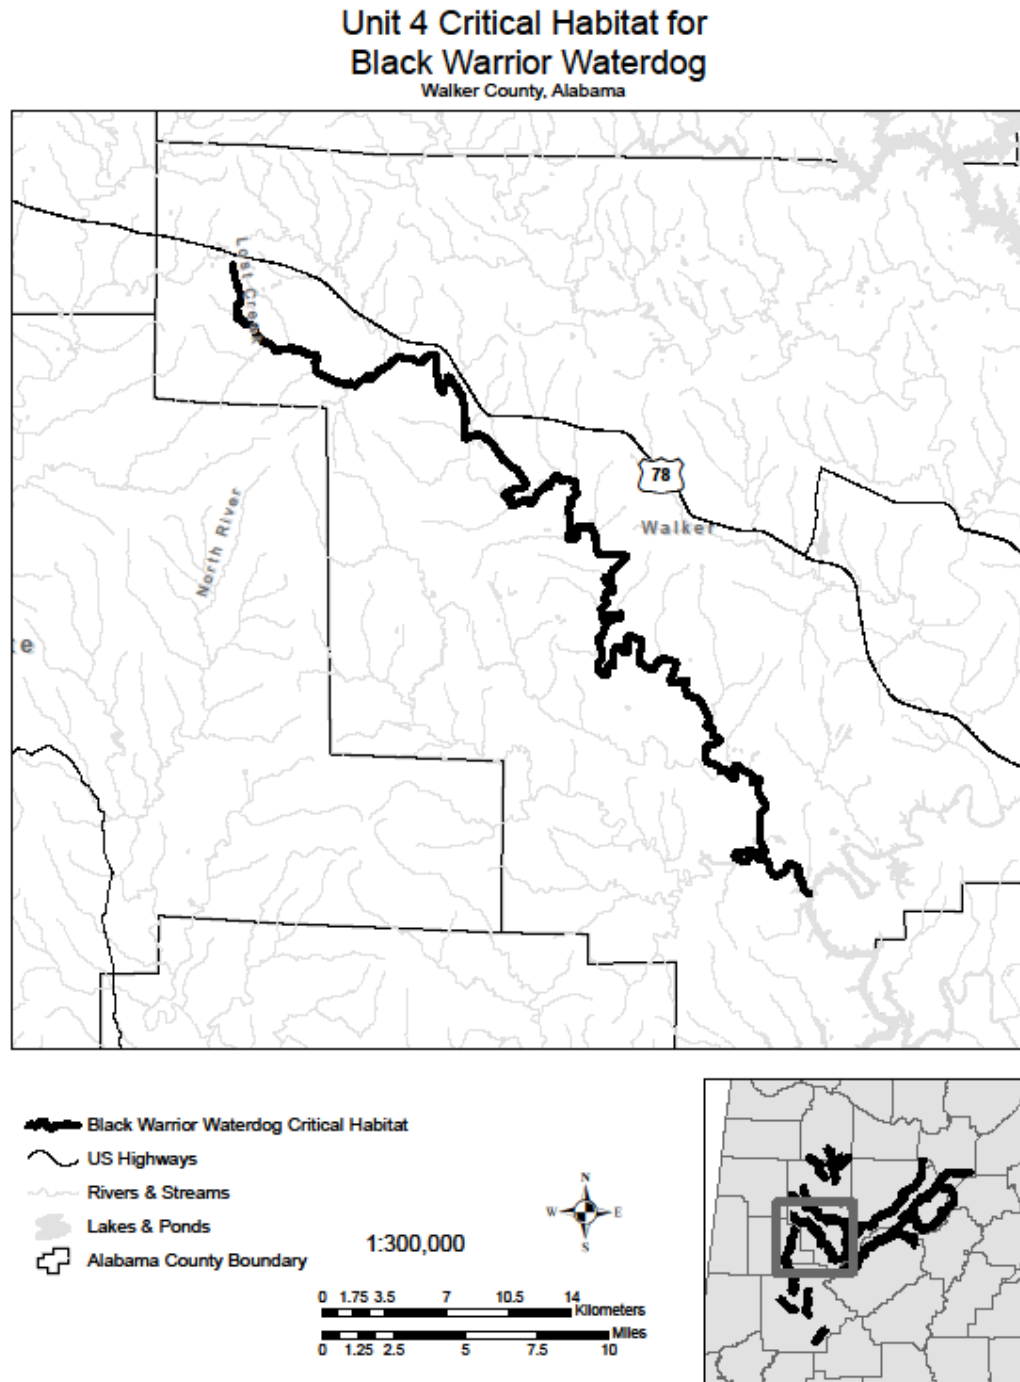 Unit 4 Critical Habitat for
Black Warrior Waterdog
Walker County, Alabama
Lost Creek
78
Walker
North River
te
Black Warrior Waterdog Critical Habitat
US Highways
Rivers & Streams
Lakes & Ponds
Alabama County Boundary
N
W E
S
1:300,000
0 1.75 3.5 7 10.5 14
Kilometers
Miles
0 1.25 2.5 5 7.5 10